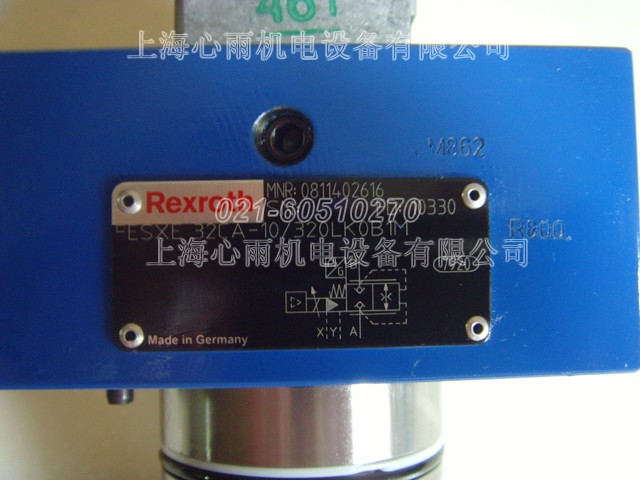 461
上海心雨机电设备有限公司
M862
Rexroth MNR: 0811402616
021-60510270
0330
-ESXE 32CA-10/320LK0B1M
R800
上海心雨机电设备有限公司
07920
G
X Y A
Made in Germany